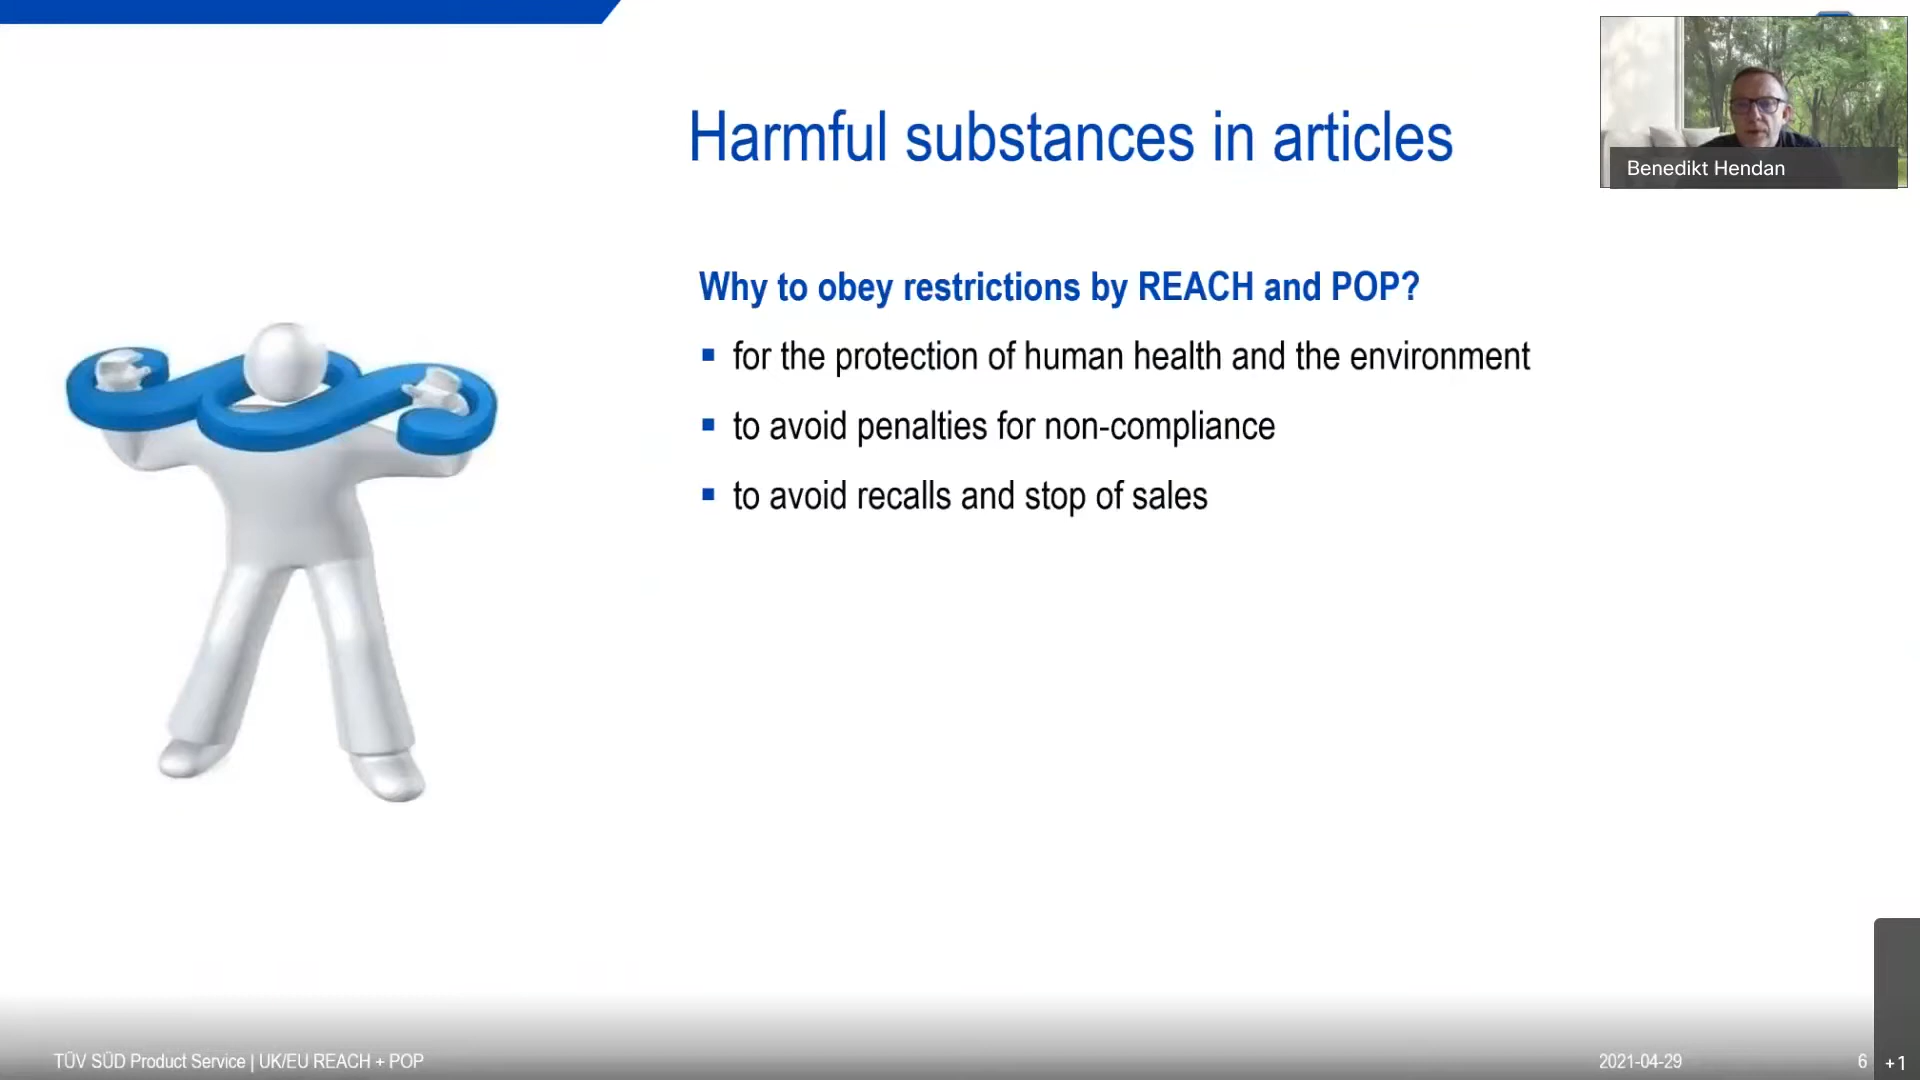 Harmful substances in articles
Benedikt Hendan
Why to obey restrictions by REACH and POP?
▪ for the protection of human health and the environment
▪ to avoid penalties for non-compliance
▪ to avoid recalls and stop of sales
TÜV SÜD Product Service | UK/EU REACH + POP
2021-04-29
6
+1